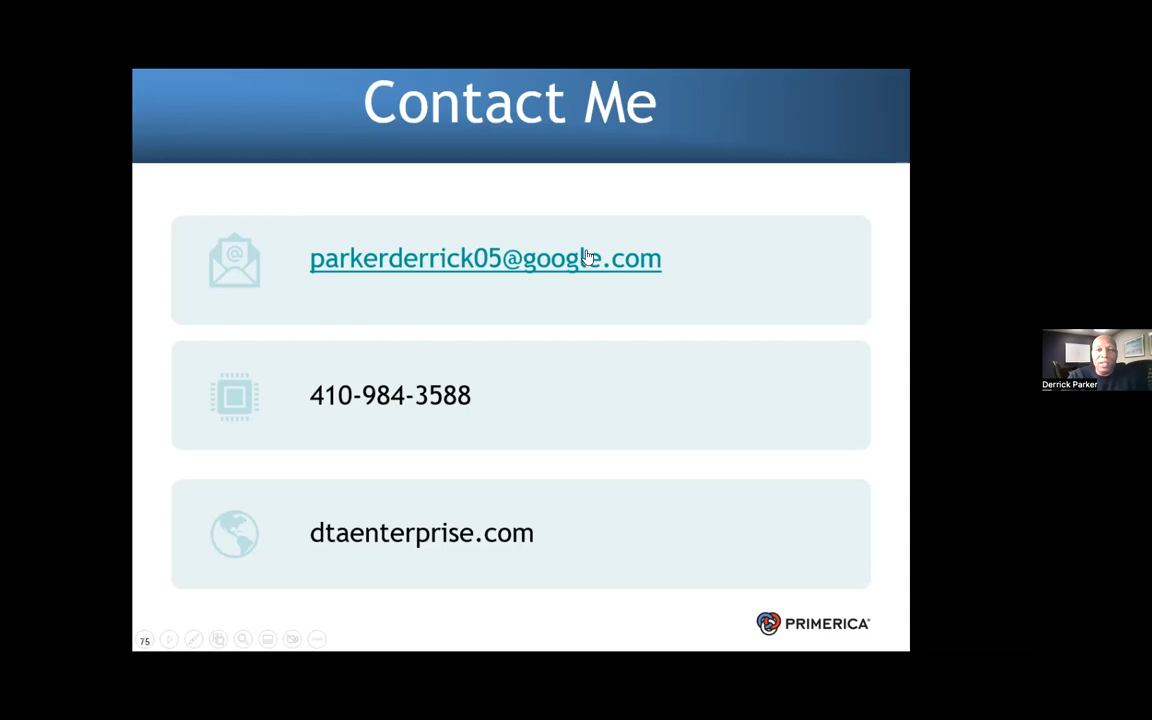 Contact Me
parkerderrick05@google.com
410-984-3588
dtaenterprise.com
PRIMERICA
75
Derrick Parker